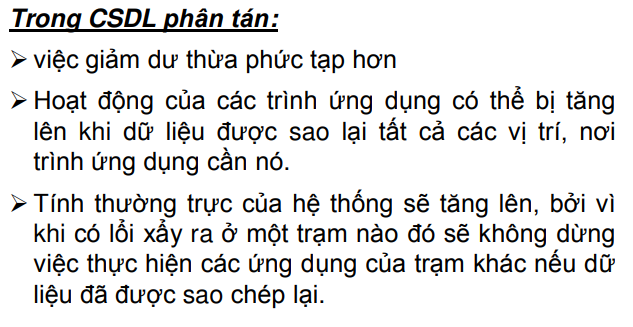 Trong CSDL phân tán:
➢ việc giảm dư thừa phức tạp hơn
➢ Hoạt động của các trình ứng dụng có thể bị tăng
lên khi dữ liệu được sao lại tất cả các vị trí, nơi
trình ứng dụng cần nó.
➢ Tính thường trực của hệ thống sẽ tăng lên, bởi vì
khi có lổi xẩy ra ở một trạm nào đó sẽ không dừng
việc thực hiện các ứng dụng của trạm khác nếu dữ
liệu đã được sao chép lại.